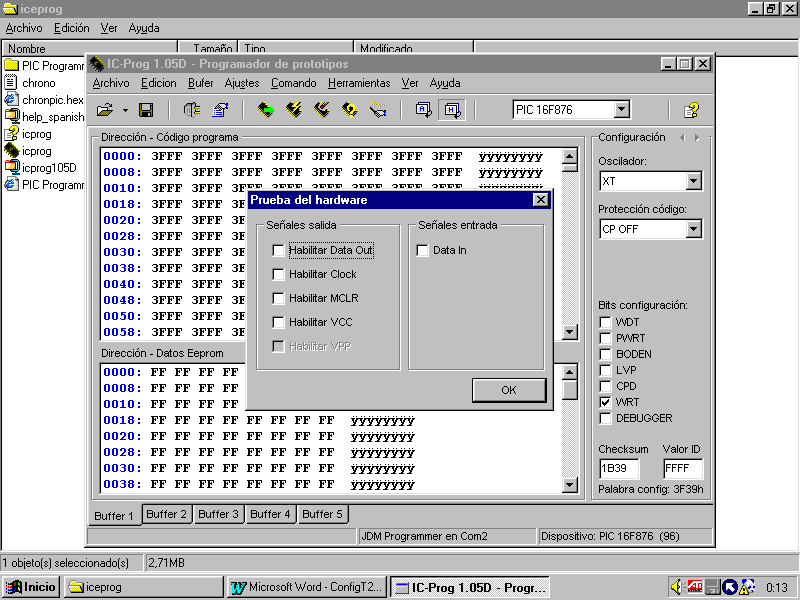 iceprog
Archivo Edición Ver Ayuda
Nombre Tamaño Tipo Modificado
PIC Programm
chrono
chronpic.hex
help_spanish
icprog
icprog
icprog105D
PIC Programm
IC-Prog 1.05D - Programador de prototipos
Archivo Edicion Bufer Ajustes Comando Herramientas Ver Ayuda
PIC 16F876
Dirección - Código programa
0000: 3FFF 3FFF 3FFF 3FFF 3FFF 3FFF 3FFF 3FFF ÿÿÿÿÿÿÿÿ
0008: 3FFF 3FFF 3FFF 3FFF 3FFF 3FFF 3FFF 3FFF ÿÿÿÿÿÿÿÿ
0010: 3FFF 3FFF 3FFF 3FFF 3FFF 3FFF 3FFF 3FFF ÿÿÿÿÿÿÿÿ
0018: 3FFF 3FFF 3F
0020: 3FFF 3FFF 3F
0028: 3FFF 3FFF 3F
0030: 3FFF 3FFF 3F
0038: 3FFF 3FFF 3F
0040: 3FFF 3FFF 3F
0048: 3FFF 3FFF 3F
0050: 3FFF 3FFF 3F
0058: 3FFF 3FFF 3F
Prueba del hardware
Señales salida
Habilitar Data Out
Habilitar Clock
Habilitar MCLR
Habilitar VCC
Habilitar VPP
Señales entrada
Data In
OK
Dirección - Datos Eeprom
0000: FF FF FF FF
0008: FF FF FF FF
0010: FF FF FF FF
0018: FF FF FF FF FF FF FF FF ÿÿÿÿÿÿÿÿ
0020: FF FF FF FF FF FF FF FF ÿÿÿÿÿÿÿÿ
0028: FF FF FF FF FF FF FF FF ÿÿÿÿÿÿÿÿ
0030: FF FF FF FF FF FF FF FF ÿÿÿÿÿÿÿÿ
0038: FF FF FF FF FF FF FF FF ÿÿÿÿÿÿÿÿ
Configuración
Oscilador:
XT
Protección código:
CP OFF
Bits configuración:
WDT
PWRT
BODEN
LVP
CPD
WRT
DEBUGGER
Checksum Valor ID
1B39 FFFF
Palabra config: 3F39h
Buffer 1 Buffer 2 Buffer 3 Buffer 4 Buffer 5
JDM Programmer en Com2 Dispositivo: PIC 16F876 (96)
1 objeto(s) seleccionado(s) 2,71MB
Inicio iceprog Microsoft Word - ConfigT2... IC-Prog 1.05D - Progr... ATI 0:13